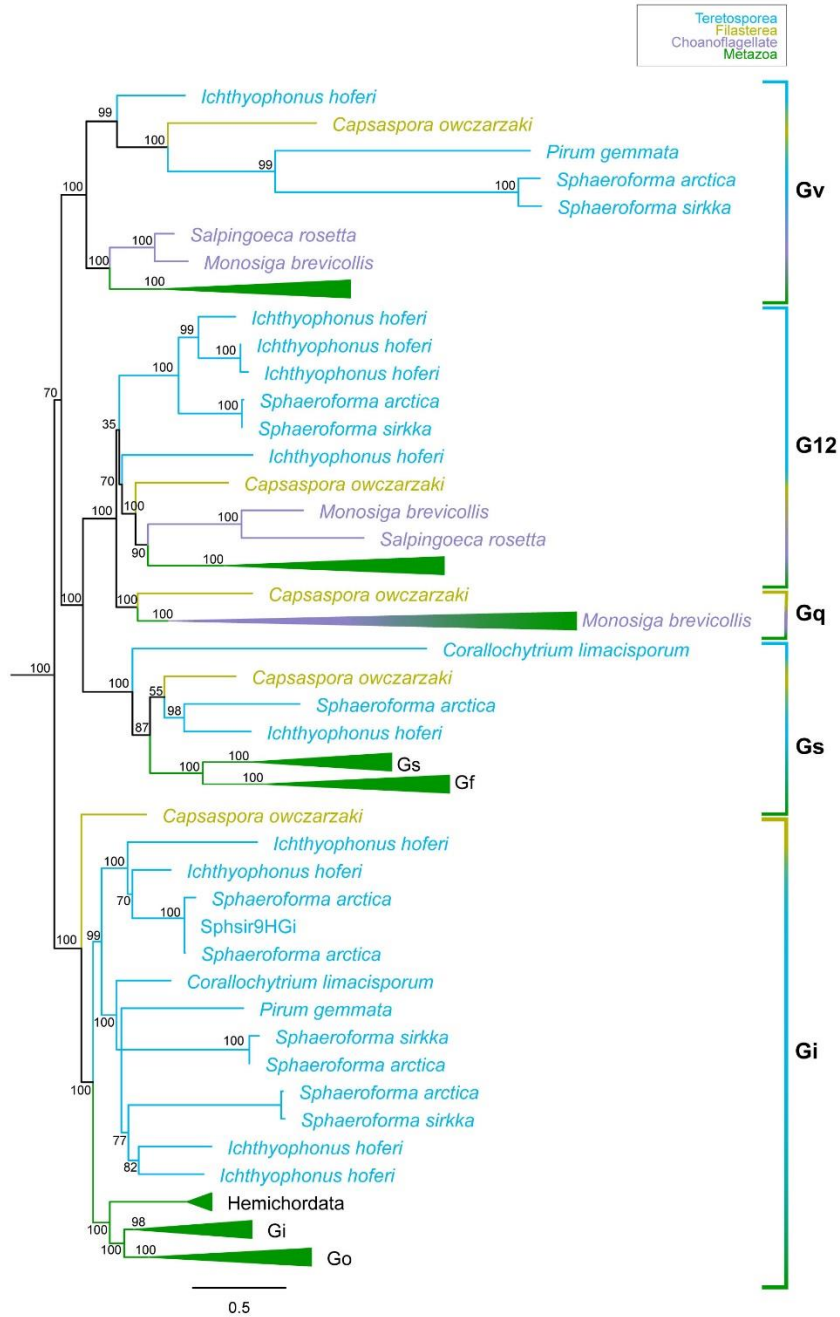 Teretosporea
Filasterea
Choanoflagellate
Metazoa
Ichthyophonus hoferi
99
Capsaspora owczarzaki
100
Pirum gemmata
99
Sphaeroforma arctica
100
Sphaeroforma sirkka
100
Gv
Salpingoeca rosetta
100
Monosiga brevicollis
100
100
Ichthyophonus hoferi
99
Ichthyophonus hoferi
100
Ichthyophonus hoferi
100
Sphaeroforma arctica
100
Sphaeroforma sirkka
70
35
Ichthyophonus hoferi
G12
70
Capsaspora owczarzaki
100
Monosiga brevicollis
100
100
Salpingoeca rosetta
90
100
Capsaspora owczarzaki
100
100
100
Monosiga brevicollis
Gq
Corallochytrium limacisporum
100
Capsaspora owczarzaki
100
55
Sphaeroforma arctica
98
Ichthyophonus hoferi
87
Gs
100
Gs
100
100
Gf
Capsaspora owczarzaki
Ichthyophonus hoferi
100
Ichthyophonus hoferi
70
Sphaeroforma arctica
100
Sphsir9HGi
99
100
Sphaeroforma arctica
Corallochytrium limacisporum
Pirum gemmata
100
Sphaeroforma sirkka
100
Sphaeroforma arctica
Gi
100
Sphaeroforma arctica
Sphaeroforma sirkka
77
Ichthyophonus hoferi
82
Ichthyophonus hoferi
Hemichordata
98
Gi
100
100
100
Go
0.5